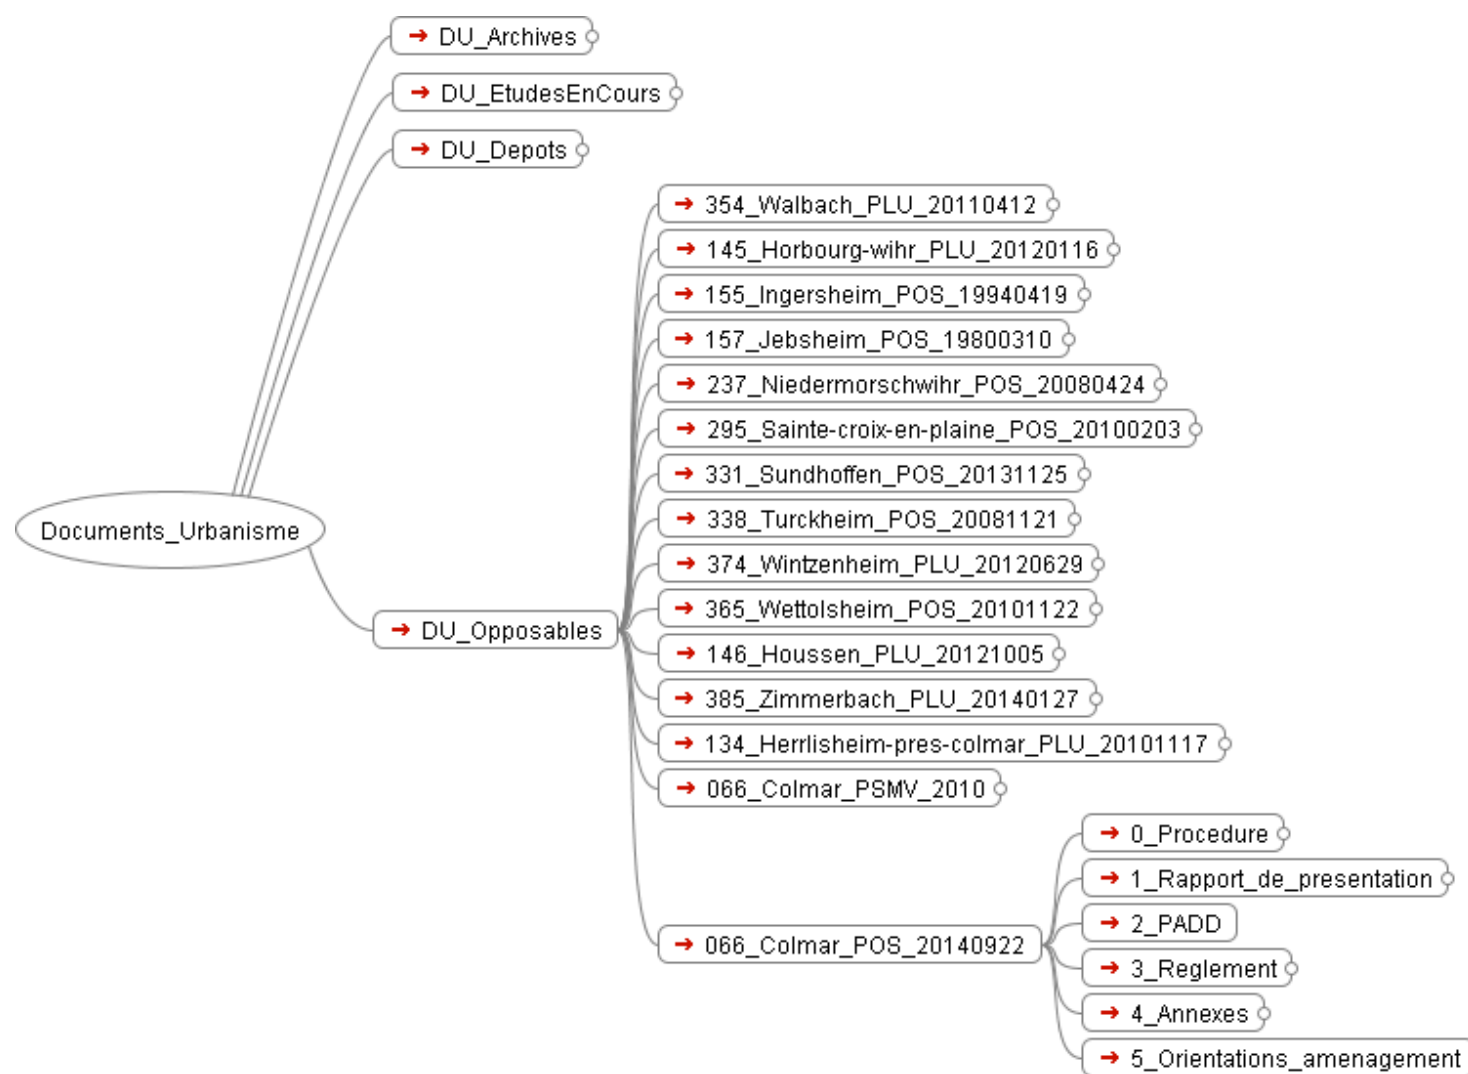 DU_Archives
DU_EtudesEnCours
DU_Depots
354_Walbach_PLU_20110412
145_Horbourg-wihr_PLU_20120116
155_Ingersheim_POS_19940419
157_Jebsheim_POS_19800310
237_Niedermorschwihr_POS_20080424
295_Sainte-croix-en-plaine_POS_20100203
331_Sundhoffen_POS_20131125
338_Turckheim_POS_20081121
Documents_Urbanisme
374_Wintzenheim_PLU_20120629
365_Wettolsheim_POS_20101122
DU_Opposables
146_Houssen_PLU_20121005
385_Zimmerbach_PLU_20140127
134_Herrlisheim-pres-colmar_PLU_20101117
066_Colmar_PSMV_2010
066_Colmar_POS_20140922
0_Procedure
1_Rapport_de_presentation
2_PADD
3_Reglement
4_Annexes
5_Orientations_amenagement